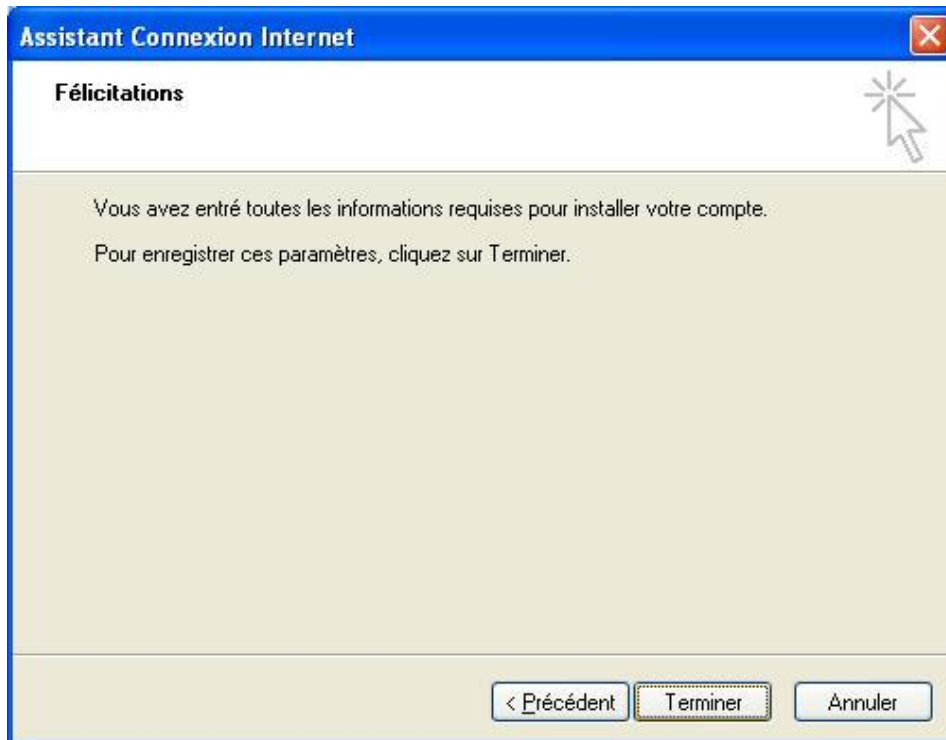 Assistant Connexion Internet
Félicitations
Vous avez entré toutes les informations requises pour installer votre compte.
Pour enregistrer ces paramètres, cliquez sur Terminer.
< Précédent Terminer Annuler